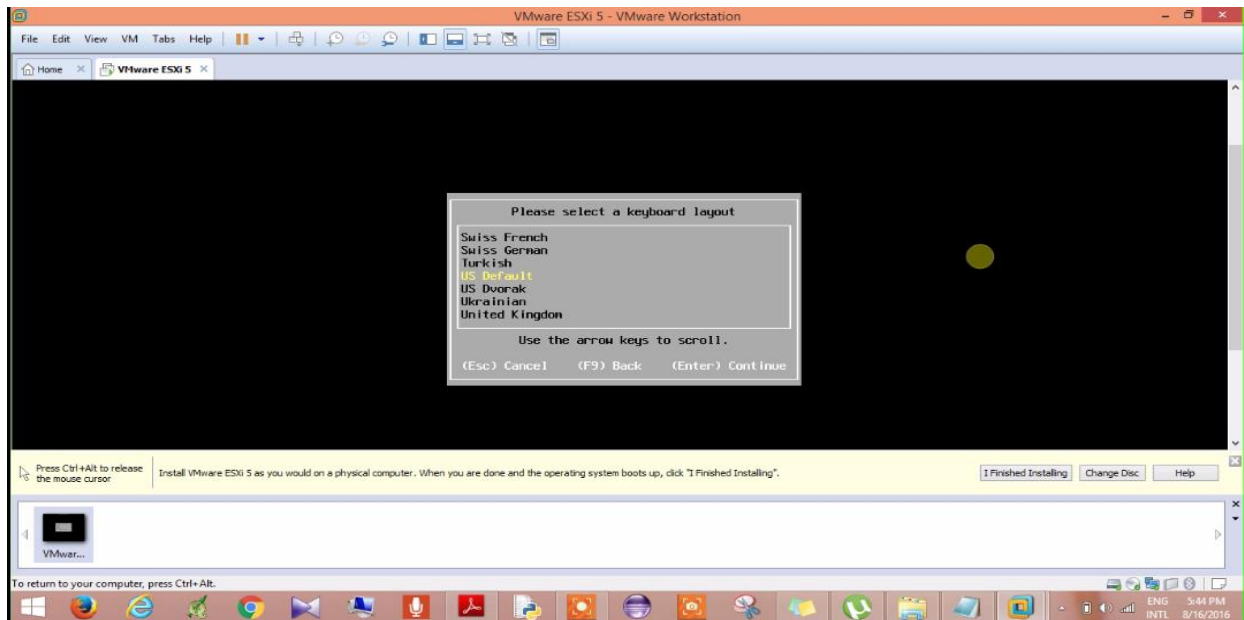 VMware ESXi 5 - VMware Workstation
File Edit View VM Tabs Help
Home VMware ESXi 5
Please select a keyboard layout
Swiss French
Swiss German
Turkish
US Default
US Dvorak
Ukrainian
United Kingdom
Use the arrow keys to scroll.
(Esc) Cancel (F9) Back (Enter) Continue
Press Ctrl+Alt to release
the mouse cursor
Install VMware ESXi 5 as you would on a physical computer. When you are done and the operating system boots up, click "I Finished Installing".
I Finished Installing Change Disc Help
VMwar...
To return to your computer, press Ctrl+Alt.
ENG 5:44 PM
INTL 8/16/2016